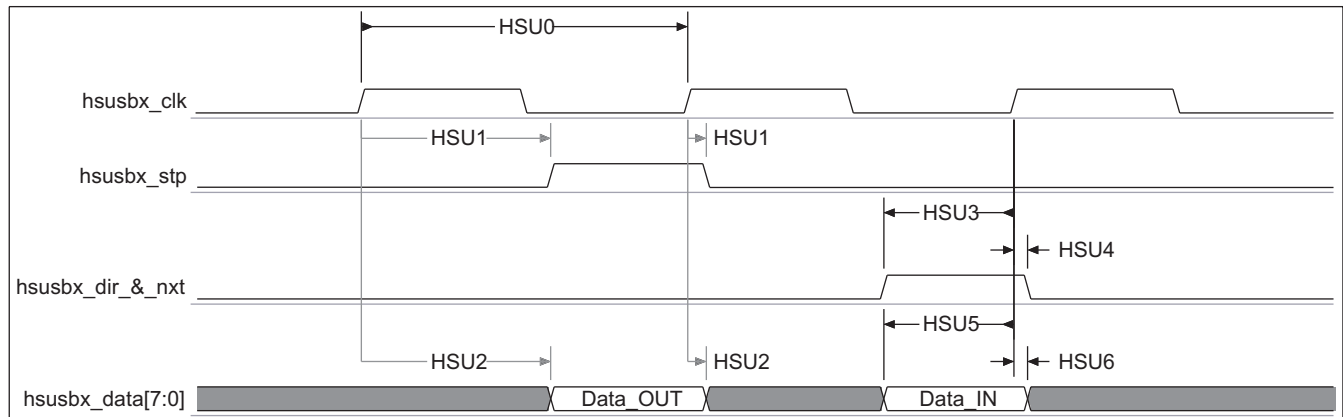 HSU0
hsusbx_clk
HSU1 HSU1
hsusbx_stp
HSU3
HSU4
hsusbx_dir_&_nxt
HSU5
HSU2 HSU2 HSU6
hsusbx_data[7:0] Data_OUT Data_IN